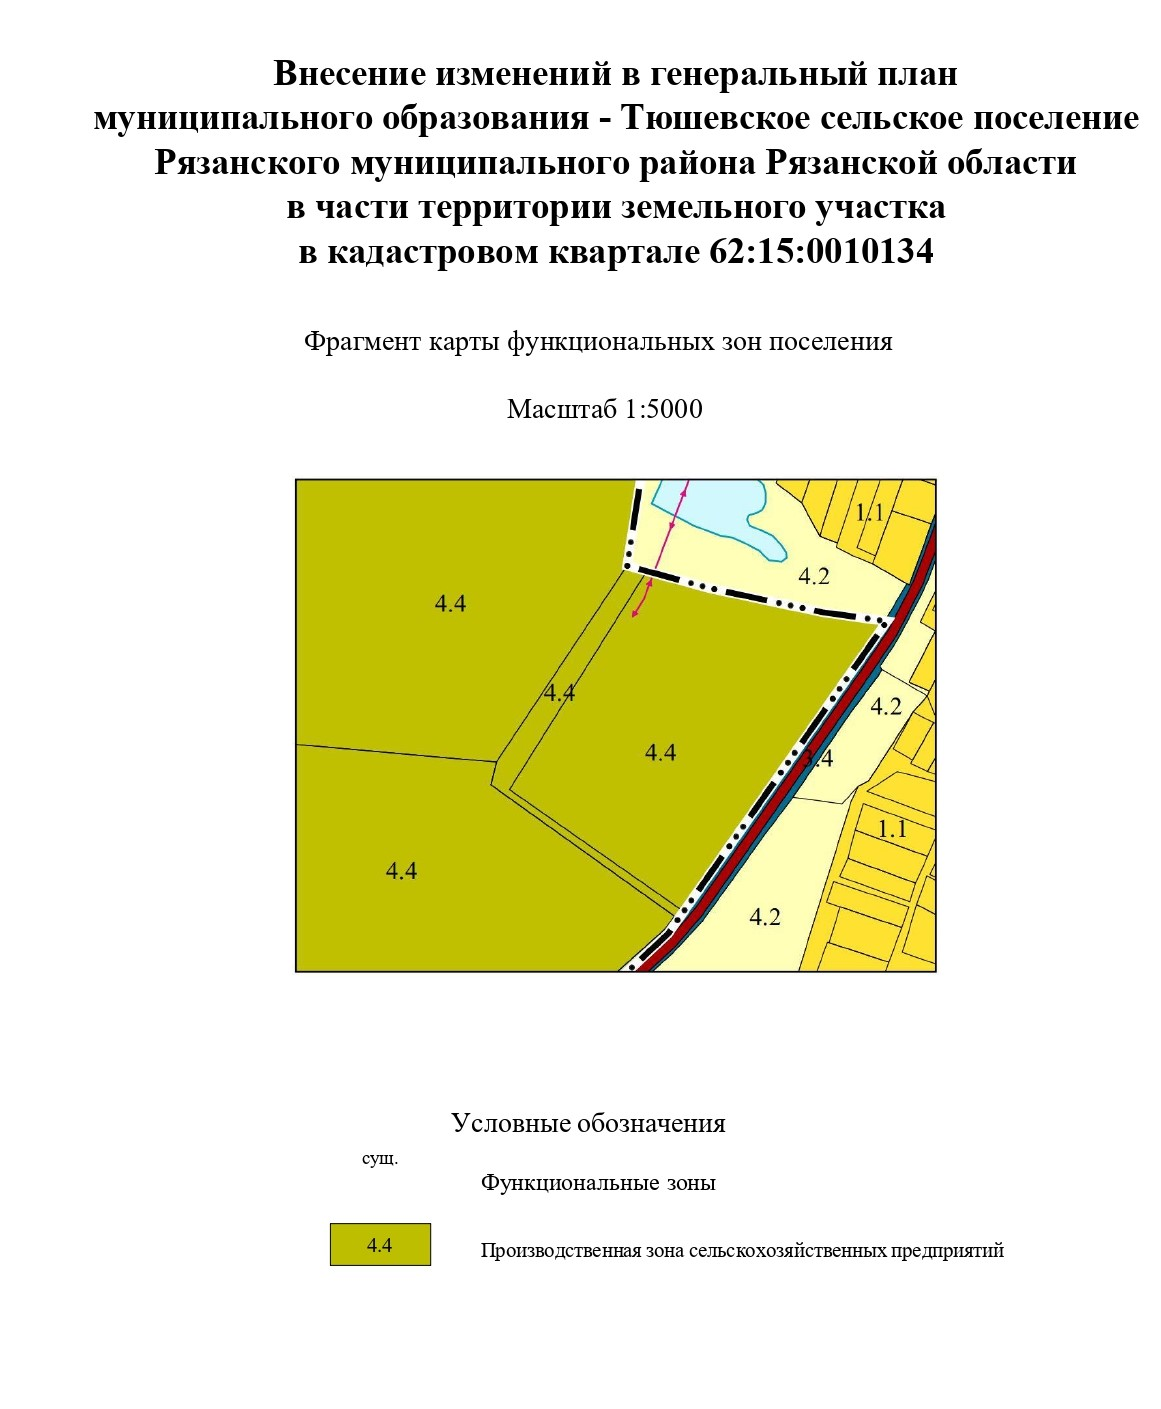 Внесение изменений в генеральный план
муниципального образования - Тюшевское сельское поселение
Рязанского муниципального района Рязанской области
в части территории земельного участка
в кадастровом квартале 62:15:0010134
Фрагмент карты функциональных зон поселения
Масштаб 1:5000
1.1
4.2
4.4
4.4
4.2
4.4
3.4
1.1
4.4
4.2
Условные обозначения
сущ.
Функциональные зоны
4.4 Производственная зона сельскохозяйственных предприятий